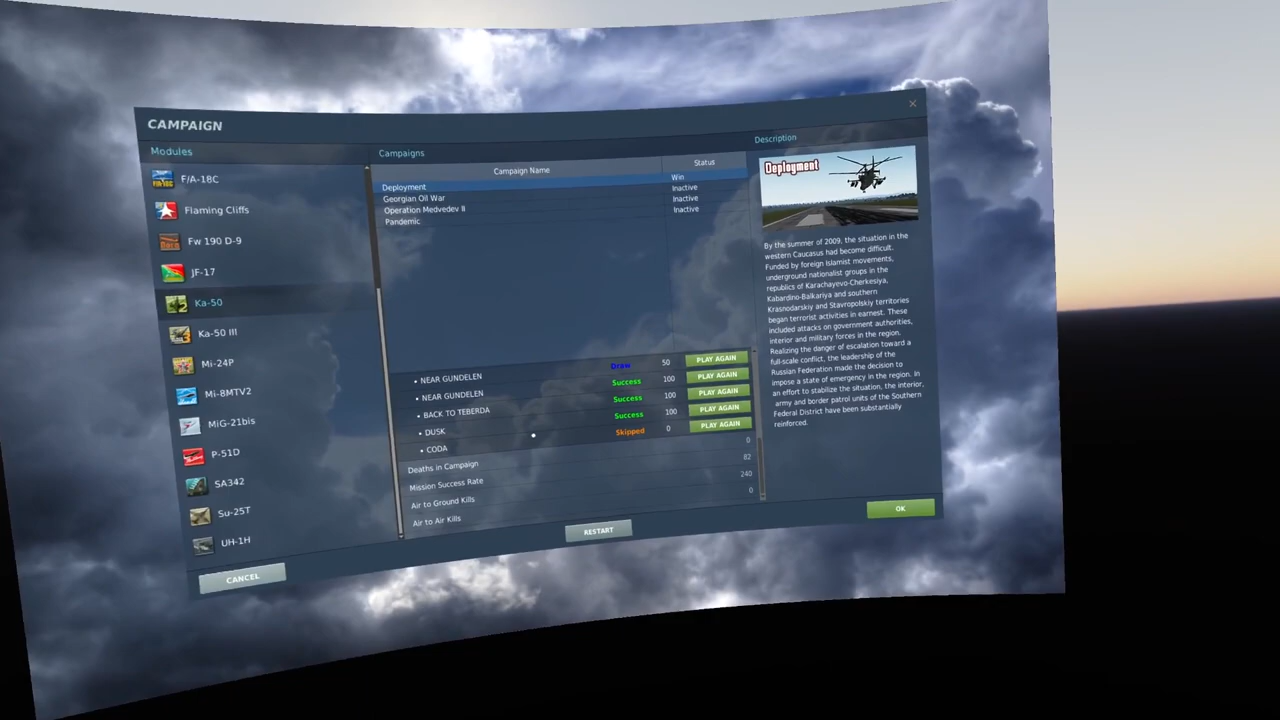 CAMPAIGN
×
Modules
F/A-18C
Flaming Cliffs
Fw 190 D-9
JF-17
Ka-50
Ka-50 III
Mi-24P
Mi-8MTV2
MiG-21bis
P-51D
SA342
Su-25T
UH-1H
CANCEL
Campaigns
Campaign Name Status
Deployment Win
Georgian Oil War Inactive
Operation Medvedev II Inactive
Pandemic Inactive
• NEAR GUNDELEN Draw 50 PLAY AGAIN
• NEAR GUNDELEN Success 100 PLAY AGAIN
• BACK TO TEBERDA Success 100 PLAY AGAIN
• DUSK Success 100 PLAY AGAIN
• CODA Skipped 0 PLAY AGAIN
Deaths in Campaign 0
Mission Success Rate 82
Air to Ground Kills 240
Air to Air Kills 0
RESTART
Description
Deployment
By the summer of 2009, the situation in the
western Caucasus had become difficult.
Funded by foreign Islamist movements,
underground nationalist groups in the
republics of Karachayevo-Cherkesiya,
Kabardino-Balkariya and southern
Krasnodarskiy and Stavropolskiy territories
began terrorist activities in earnest. These
included attacks on government authorities,
interior and military forces in the region.
Realizing the danger of escalation toward a
full-scale conflict, the leadership of the
Russian Federation made the decision to
impose a state of emergency in the region. In
an effort to stabilize the situation, the interior,
army and border patrol units of the Southern
Federal District have been substantially
reinforced.
OK